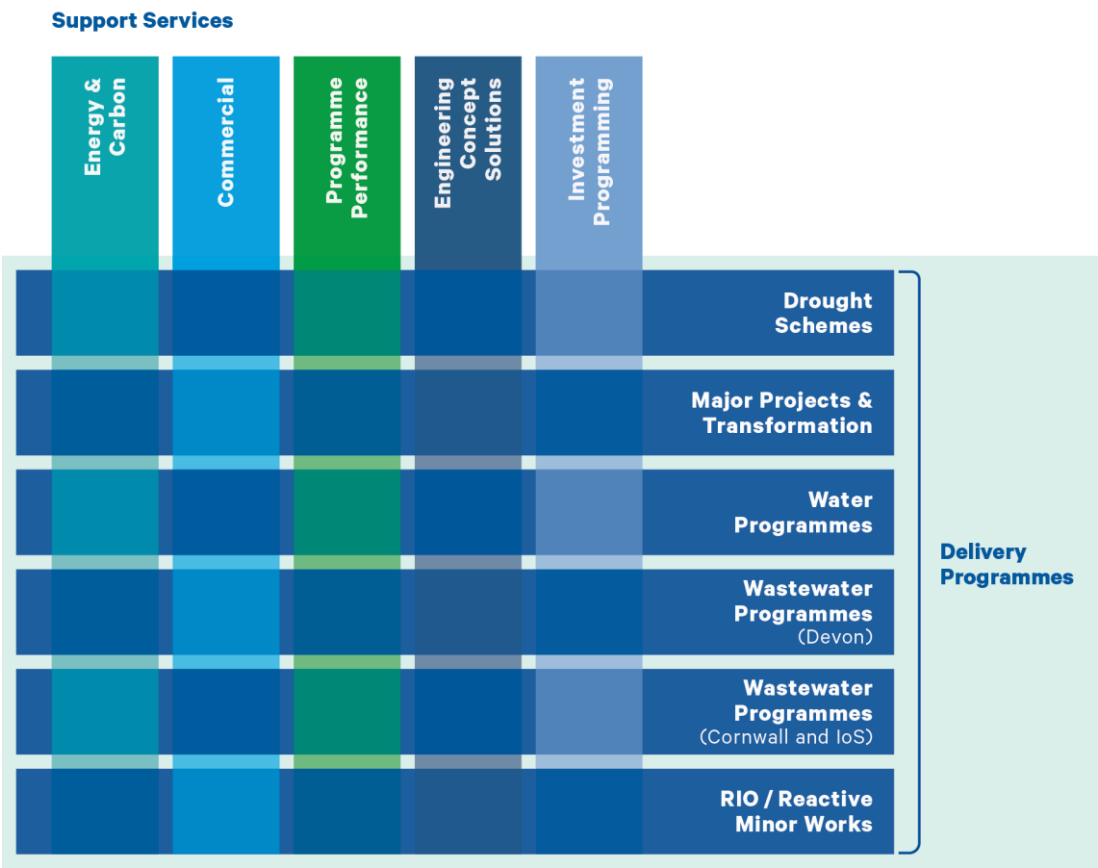 Support Services
Energy &
Carbon
Commercial
Programme
Performance
Engineering
Concept
Solutions
Investment
Programming
Drought
Schemes
Major Projects &
Transformation
Water
Programmes
Wastewater
Programmes
(Devon)
Wastewater
Programmes
(Cornwall and IoS)
RIO / Reactive
Minor Works
Delivery
Programmes